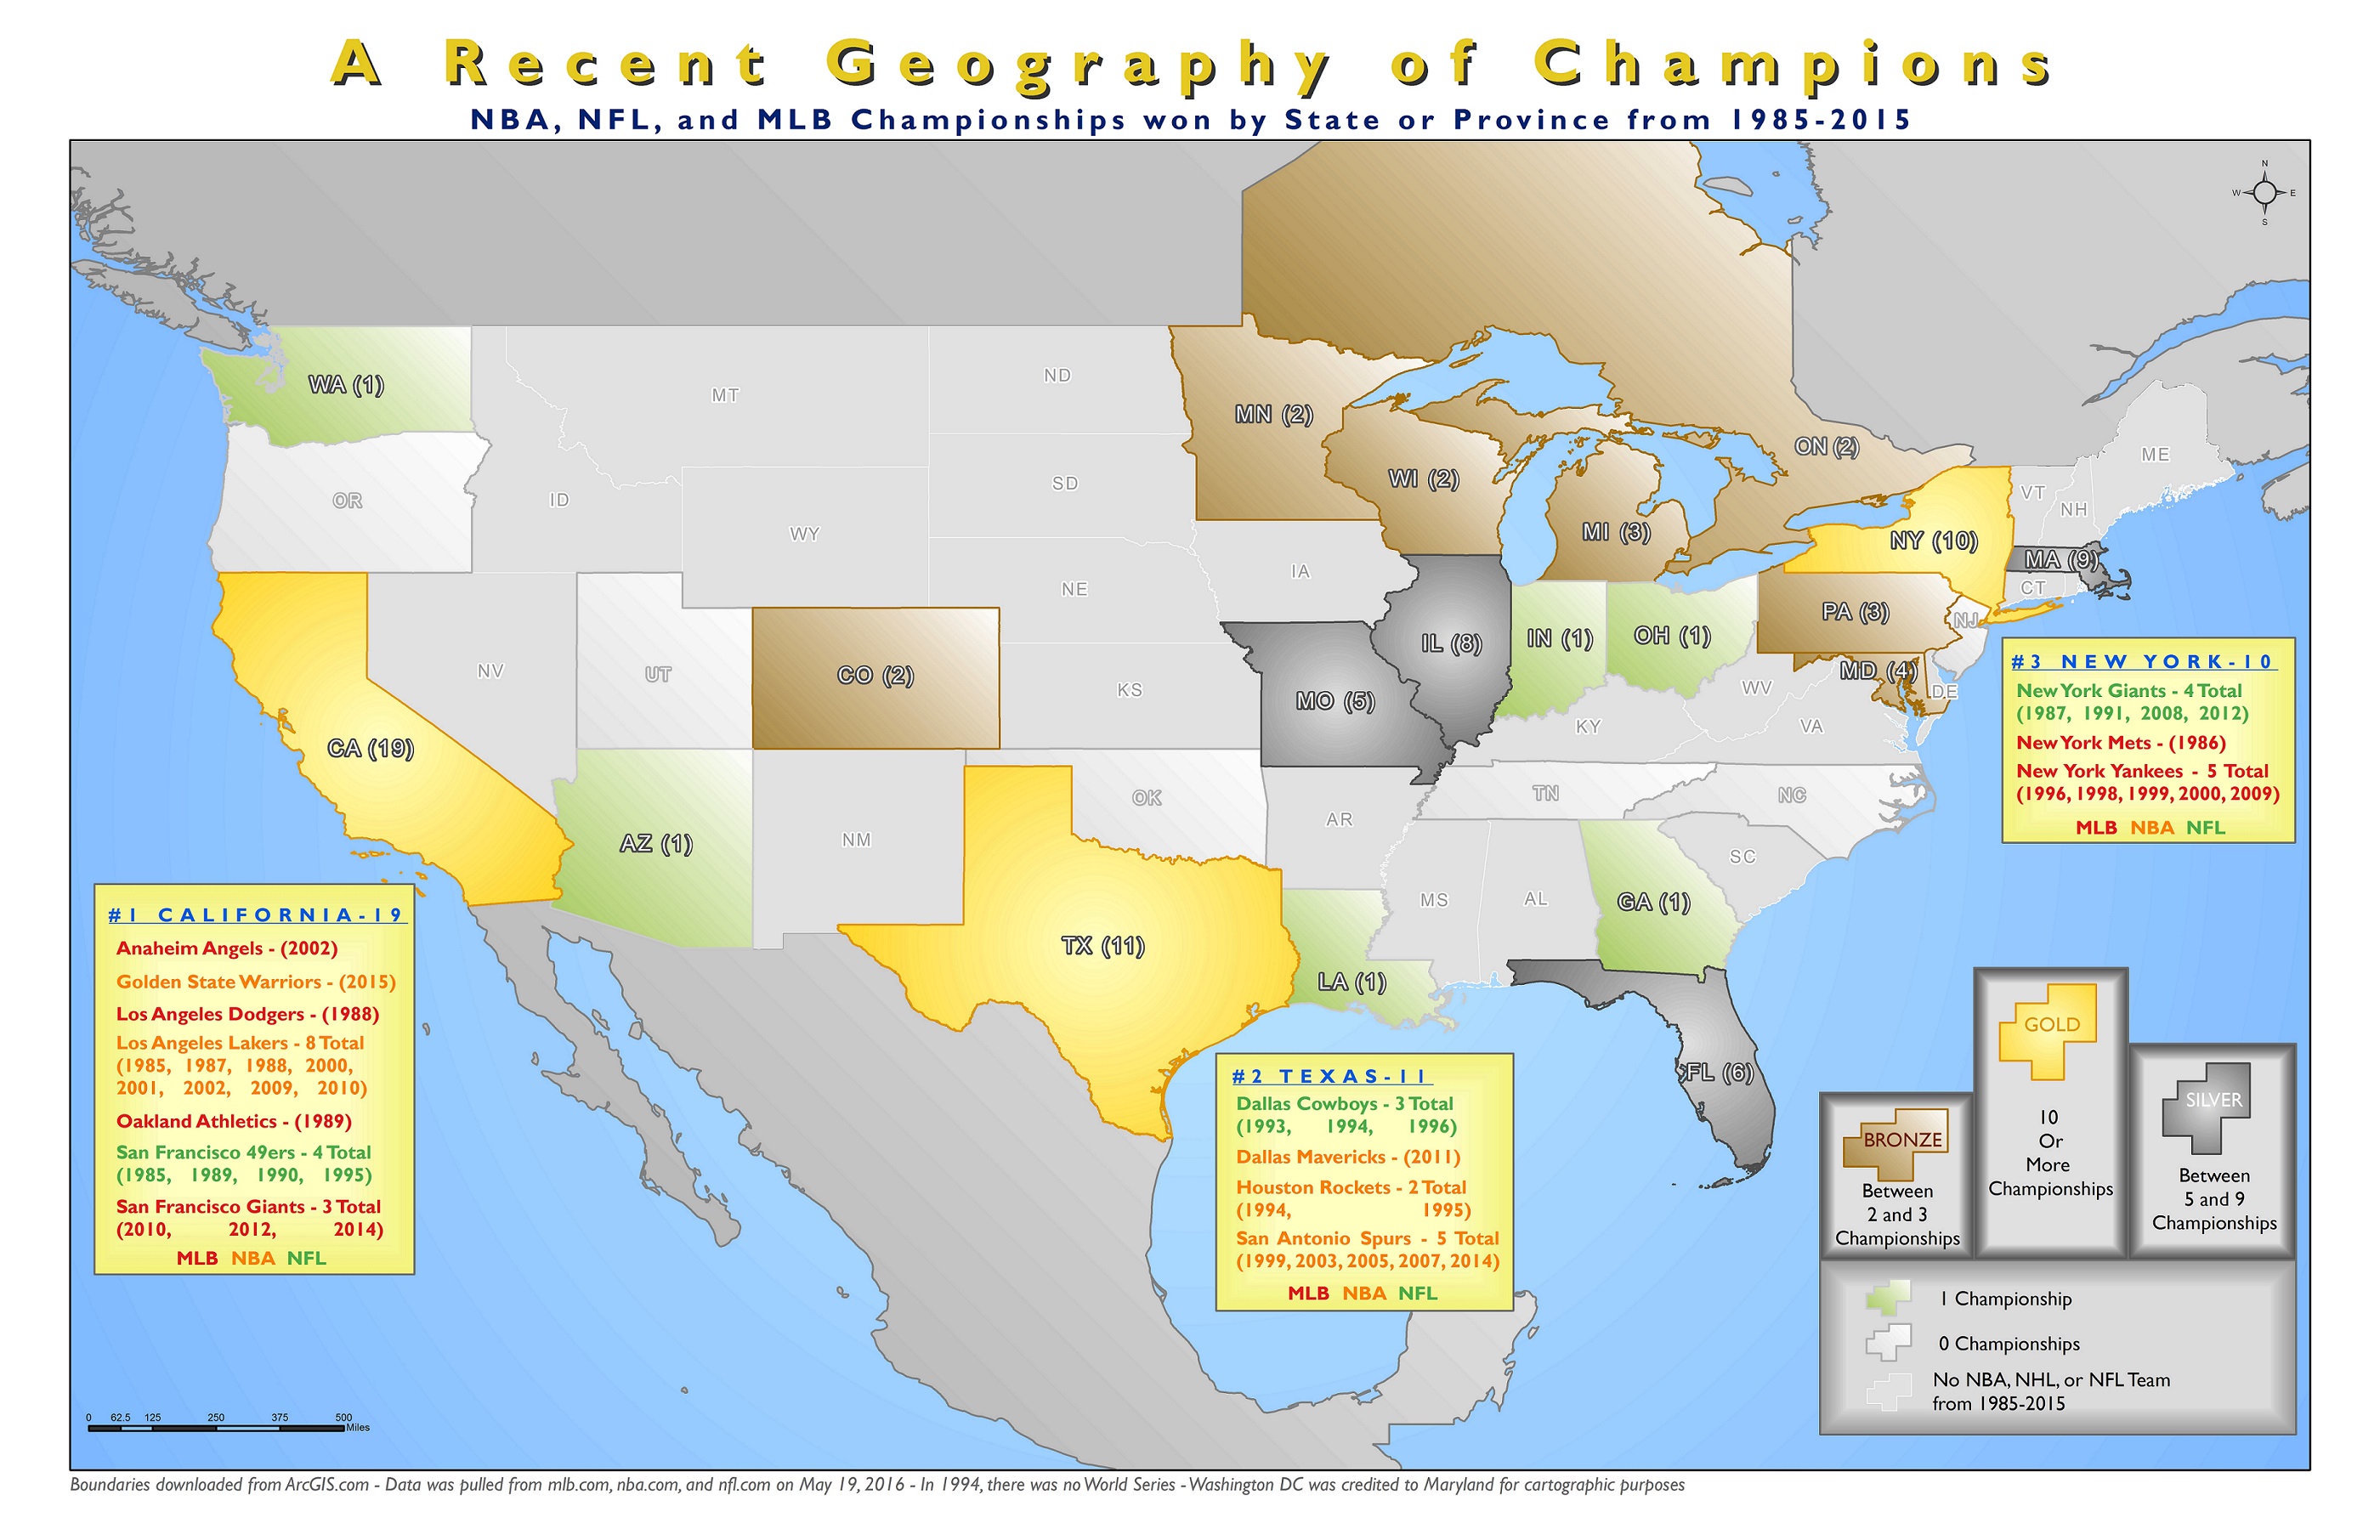 A Recent Geography of Champions
NBA, NFL, and MLB Championships won by State or Province from 1985-2015
N
W E
S
WA (1)
MT
ND
MN (2)
OR
ID
SD
WY
WI (2)
ON (2)
ME
VT
NH
MI (3)
NY (10)
MA (9)
CT
IA
NE
PA (3)
NJ
NV
UT
CO (2)
KS
MO (5)
IL (8)
IN (1)
OH (1)
WV
MD (4)
DE
KY
VA
CA (19)
AZ (1)
NM
OK
AR
TN
NC
SC
MS
AL
GA (1)
TX (11)
LA (1)
FL (6)
#3 NEW YORK-10
New York Giants - 4 Total
(1987, 1991, 2008, 2012)
New York Mets - (1986)
New York Yankees - 5 Total
(1996, 1998, 1999, 2000, 2009)
MLB NBA NFL
#1 CALIFORNIA-19
Anaheim Angels - (2002)
Golden State Warriors - (2015)
Los Angeles Dodgers - (1988)
Los Angeles Lakers - 8 Total
(1985, 1987, 1988, 2000,
2001, 2002, 2009, 2010)
Oakland Athletics - (1989)
San Francisco 49ers - 4 Total
(1985, 1989, 1990, 1995)
San Francisco Giants - 3 Total
(2010, 2012, 2014)
MLB NBA NFL
#2 TEXAS-11
Dallas Cowboys - 3 Total
(1993, 1994, 1996)
Dallas Mavericks - (2011)
Houston Rockets - 2 Total
(1994, 1995)
San Antonio Spurs - 5 Total
(1999, 2003, 2005, 2007, 2014)
MLB NBA NFL
BRONZE
Between
2 and 3
Championships
GOLD
10
Or
More
Championships
SILVER
Between
5 and 9
Championships
1 Championship
0 Championships
No NBA, NHL, or NFL Team
from 1985-2015
0 62.5 125 250 375 500
Miles
Boundaries downloaded from ArcGIS.com - Data was pulled from mlb.com, nba.com, and nfl.com on May 19, 2016 - In 1994, there was no World Series - Washington DC was credited to Maryland for cartographic purposes